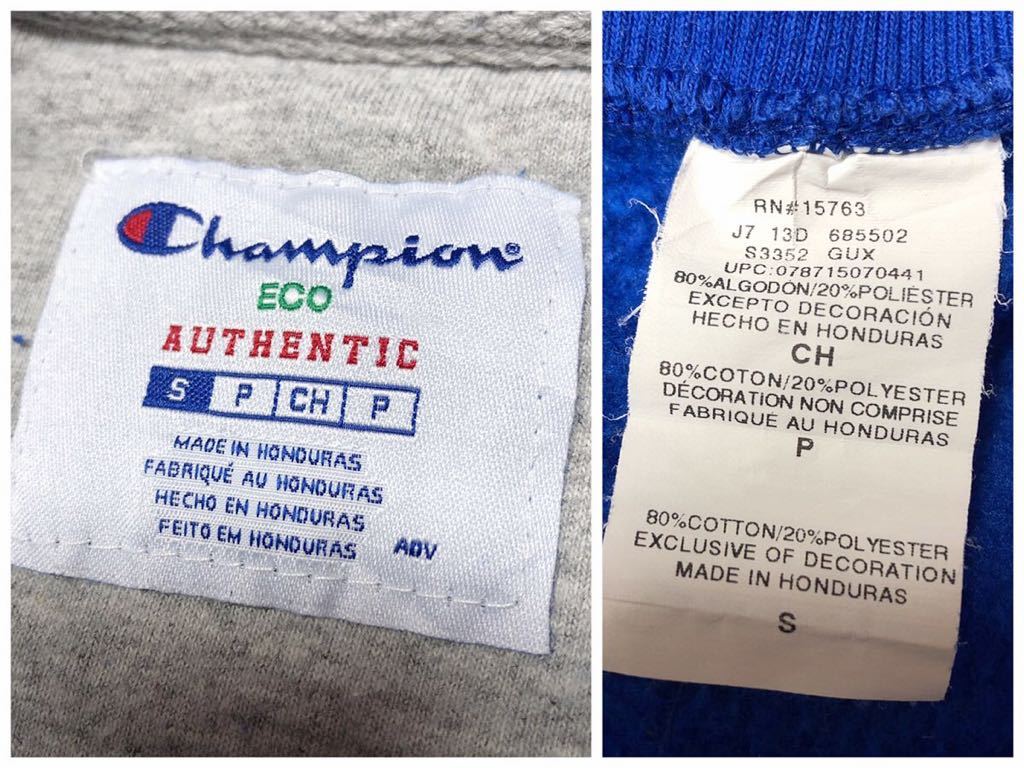 Champion®
ECO
AUTHENTIC
S P CH P
MADE IN HONDURAS
FABRIQUÉ AU HONDURAS
HECHO EN HONDURAS
FEITO EM HONDURAS AOV
RN#15763
J7 13D 685502
S3352 GUX
UPC:078715070441
80%ALGODÓN/20%POLIÉSTER
EXCEPTO DECORACIÓN
HECHO EN HONDURAS
CH
80%COTON/20%POLYESTER
DÉCORATION NON COMPRISE
FABRIQUÉ AU HONDURAS
P
80%COTTON/20%POLYESTER
EXCLUSIVE OF DECORATION
MADE IN HONDURAS
S